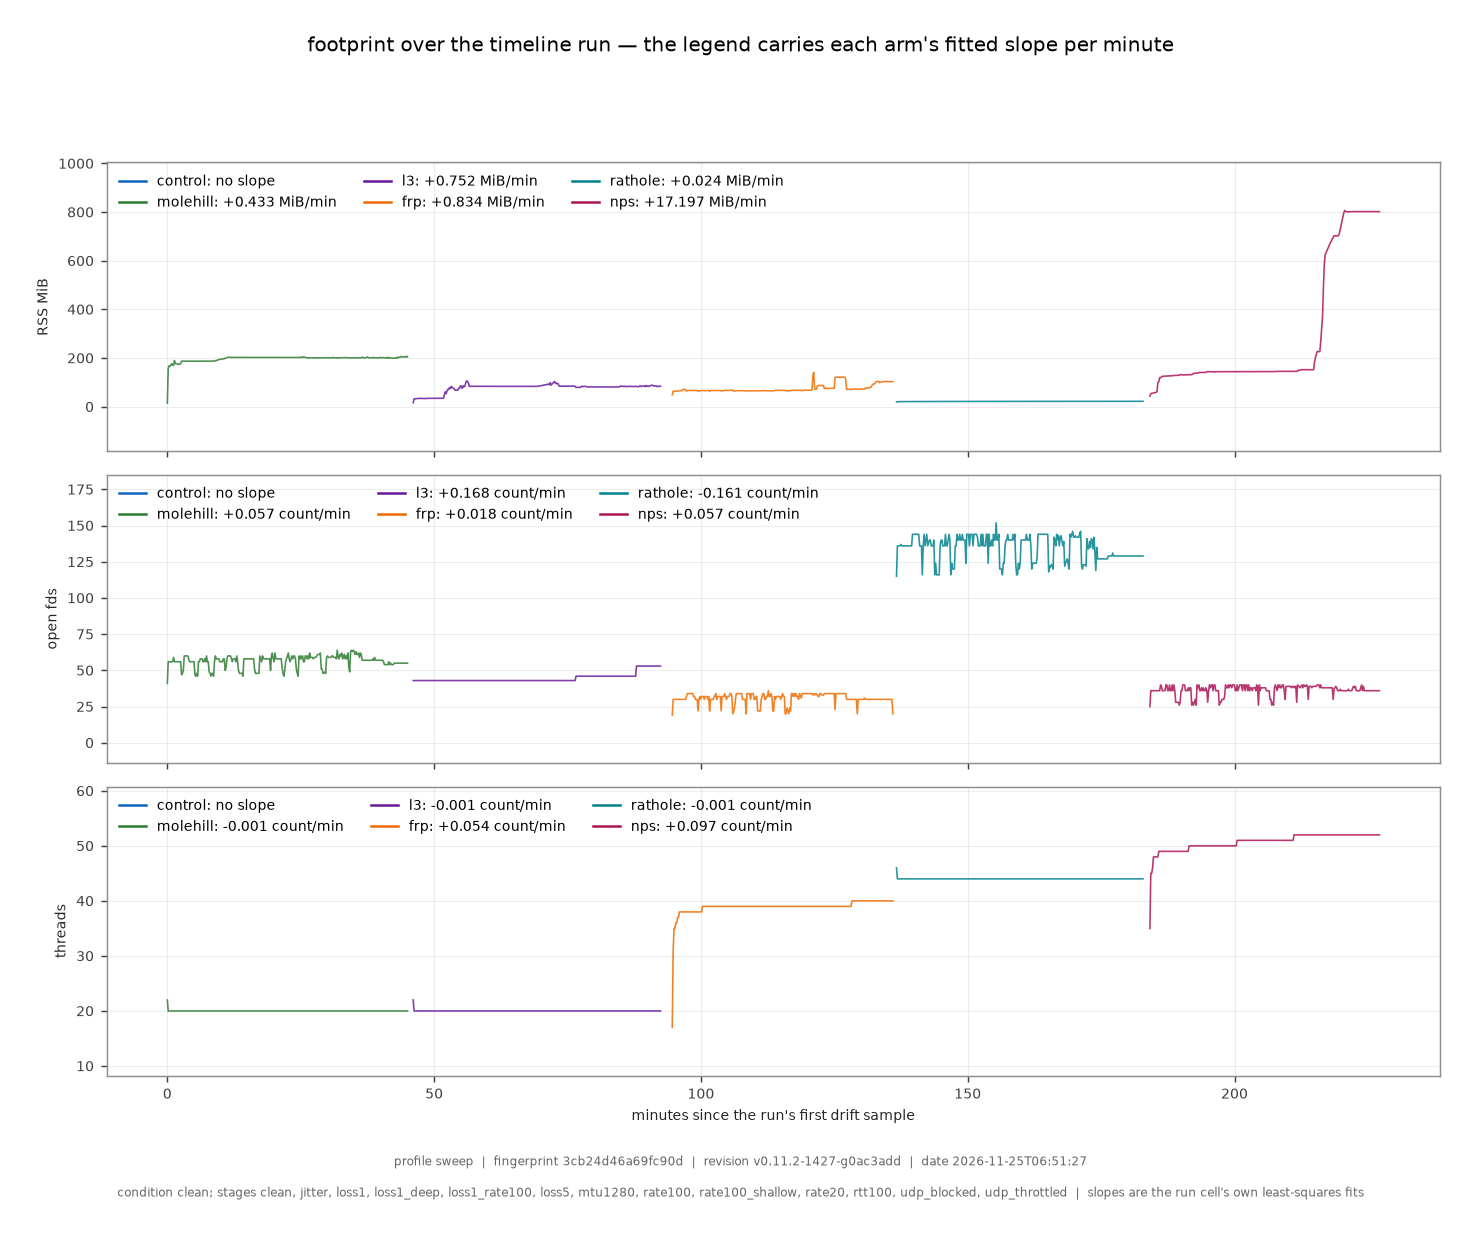 footprint over the timeline run — the legend carries each arm's fitted slope per minute
1000
800
600
400
200
0
RSS MiB
control: no slope
molehill: +0.433 MiB/min
l3: +0.752 MiB/min
frp: +0.834 MiB/min
rathole: +0.024 MiB/min
nps: +17.197 MiB/min
175
150
125
100
75
50
25
0
open fds
control: no slope
molehill: +0.057 count/min
l3: +0.168 count/min
frp: +0.018 count/min
rathole: -0.161 count/min
nps: +0.057 count/min
60
50
40
30
20
10
threads
control: no slope
molehill: -0.001 count/min
l3: -0.001 count/min
frp: +0.054 count/min
rathole: -0.001 count/min
nps: +0.097 count/min
0 50 100 150 200
minutes since the run's first drift sample
profile sweep | fingerprint 3cb24d46a69fc90d | revision v0.11.2-1427-g0ac3add | date 2026-11-25T06:51:27
condition clean; stages clean, jitter, loss1, loss1_deep, loss1_rate100, loss5, mtu1280, rate100, rate100_shallow, rate20, rtt100, udp_blocked, udp_throttled | slopes are the run cell's own least-squares fits